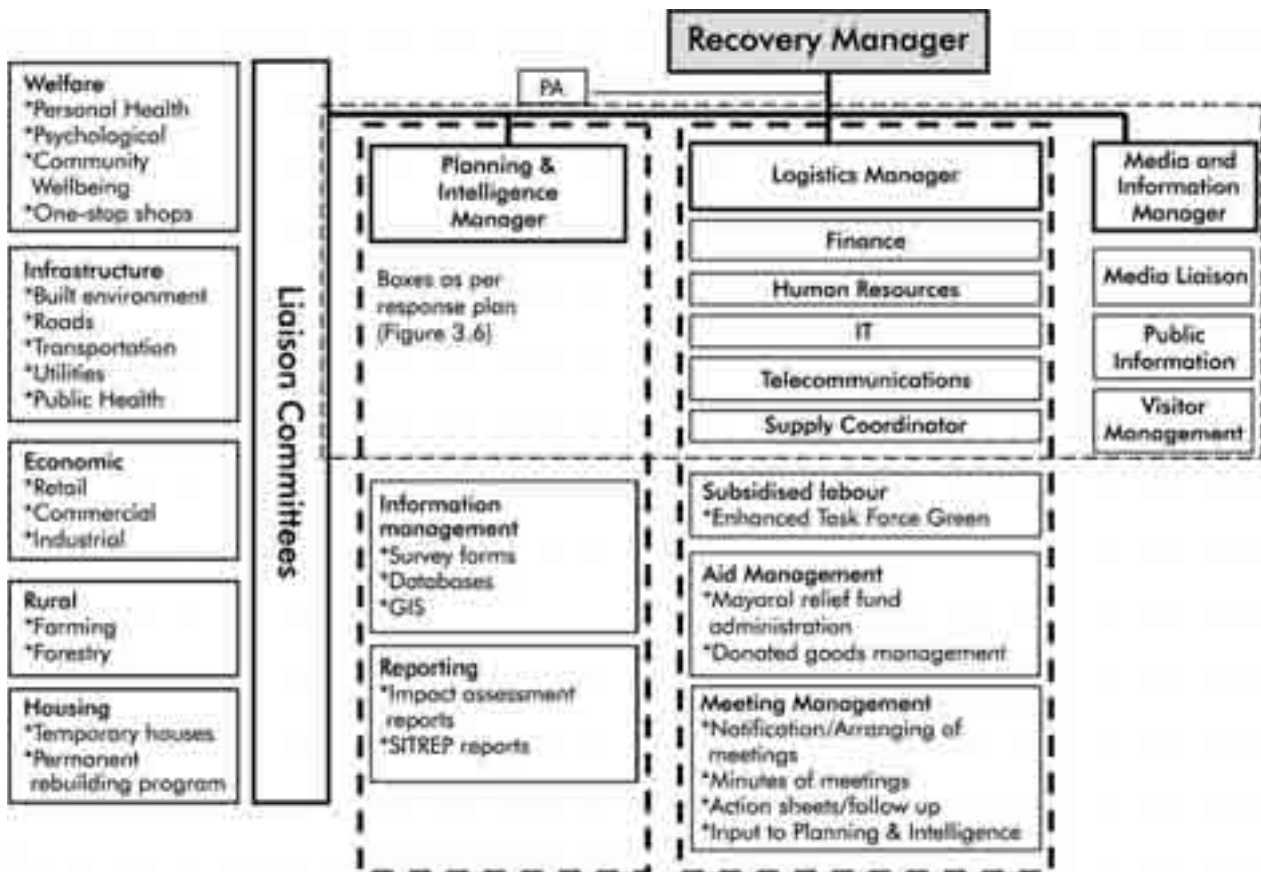 Recovery Manager
PA
Welfare
*Personal Health
*Psychological
*Community
Wellbeing
*One-stop shops
Infrastructure
*Built environment
*Roads
*Transportation
*Utilities
*Public Health
Economic
*Retail
*Commercial
*Industrial
Rural
*Farming
*Forestry
Housing
*Temporary houses
*Permanent
rebuilding program
Liaison Committees
Planning &
Intelligence
Manager
Boxes as per
response plan
(Figure 3.6)
Information
management
*Survey forms
*Databases
*GIS
Reporting
*Impact assessment
reports
*SITREP reports
Logistics Manager
Finance
Human Resources
IT
Telecommunications
Supply Coordinator
Subsidised labour
*Enhanced Task Force Green
Aid Management
*Mayoral relief fund
administration
*Donated goods management
Meeting Management
*Notification/Arranging of
meetings
*Minutes of meetings
*Action sheets/follow up
*Input to Planning & Intelligence
Media and
Information
Manager
Media Liaison
Public
Information
Visitor
Management